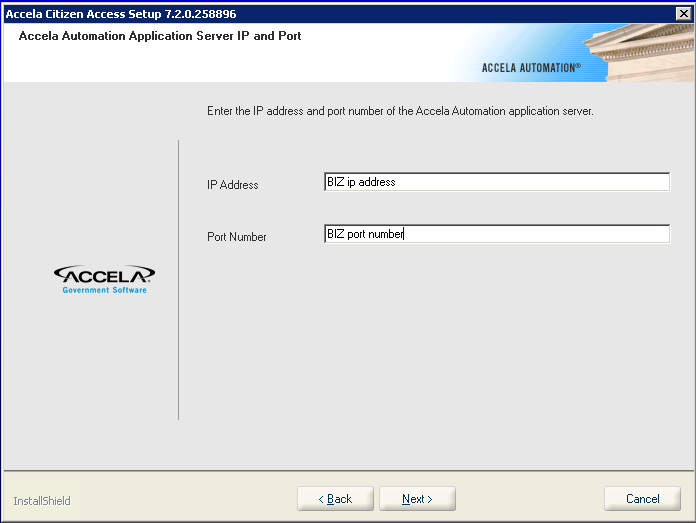 Accela Citizen Access Setup 7.2.0.258896
Accela Automation Application Server IP and Port
ACCELA AUTOMATION®
Enter the IP address and port number of the Accela Automation application server.
IP Address
BIZ ip address
Port Number
BIZ port number
ACCELA®
Government Software
InstallShield
< Back
Next >
Cancel